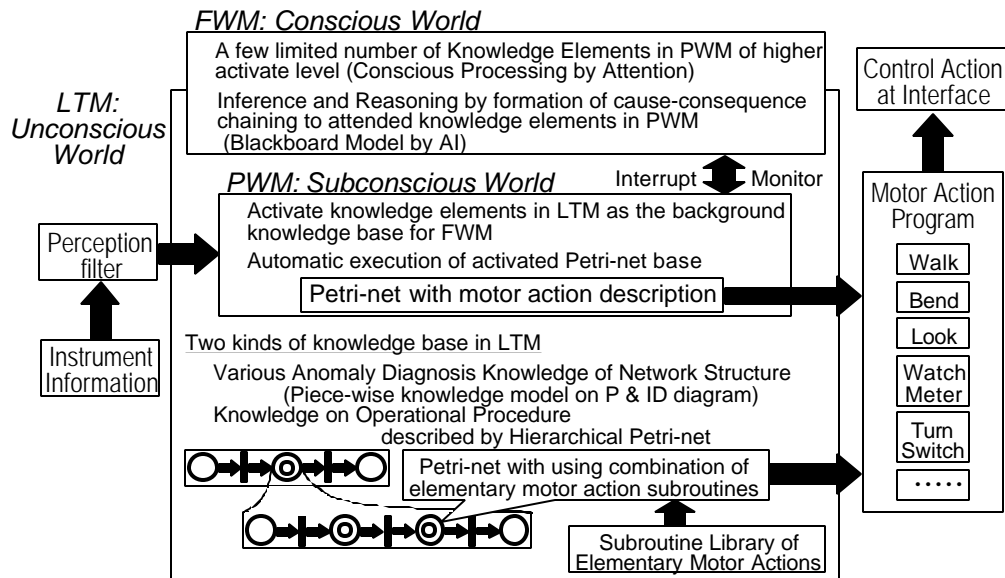 FWM: Conscious World
A few limited number of Knowledge Elements in PWM of higher
activate level (Conscious Processing by Attention)
Inference and Reasoning by formation of cause-consequence
chaining to attended knowledge elements in PWM
(Blackboard Model by AI)
LTM:
Unconscious
World
Control Action
at Interface
PWM: Subconscious World
Interrupt
Monitor
Activate knowledge elements in LTM as the background
knowledge base for FWM
Automatic execution of activated Petri-net base
Petri-net with motor action description
Perception
filter
Instrument
Information
Motor Action
Program
Walk
Bend
Look
Watch
Meter
Turn
Switch
.....
Two kinds of knowledge base in LTM
Various Anomaly Diagnosis Knowledge of Network Structure
(Piece-wise knowledge model on P & ID diagram)
Knowledge on Operational Procedure
described by Hierarchical Petri-net
Petri-net with using combination of
elementary motor action subroutines
Subroutine Library of
Elementary Motor Actions